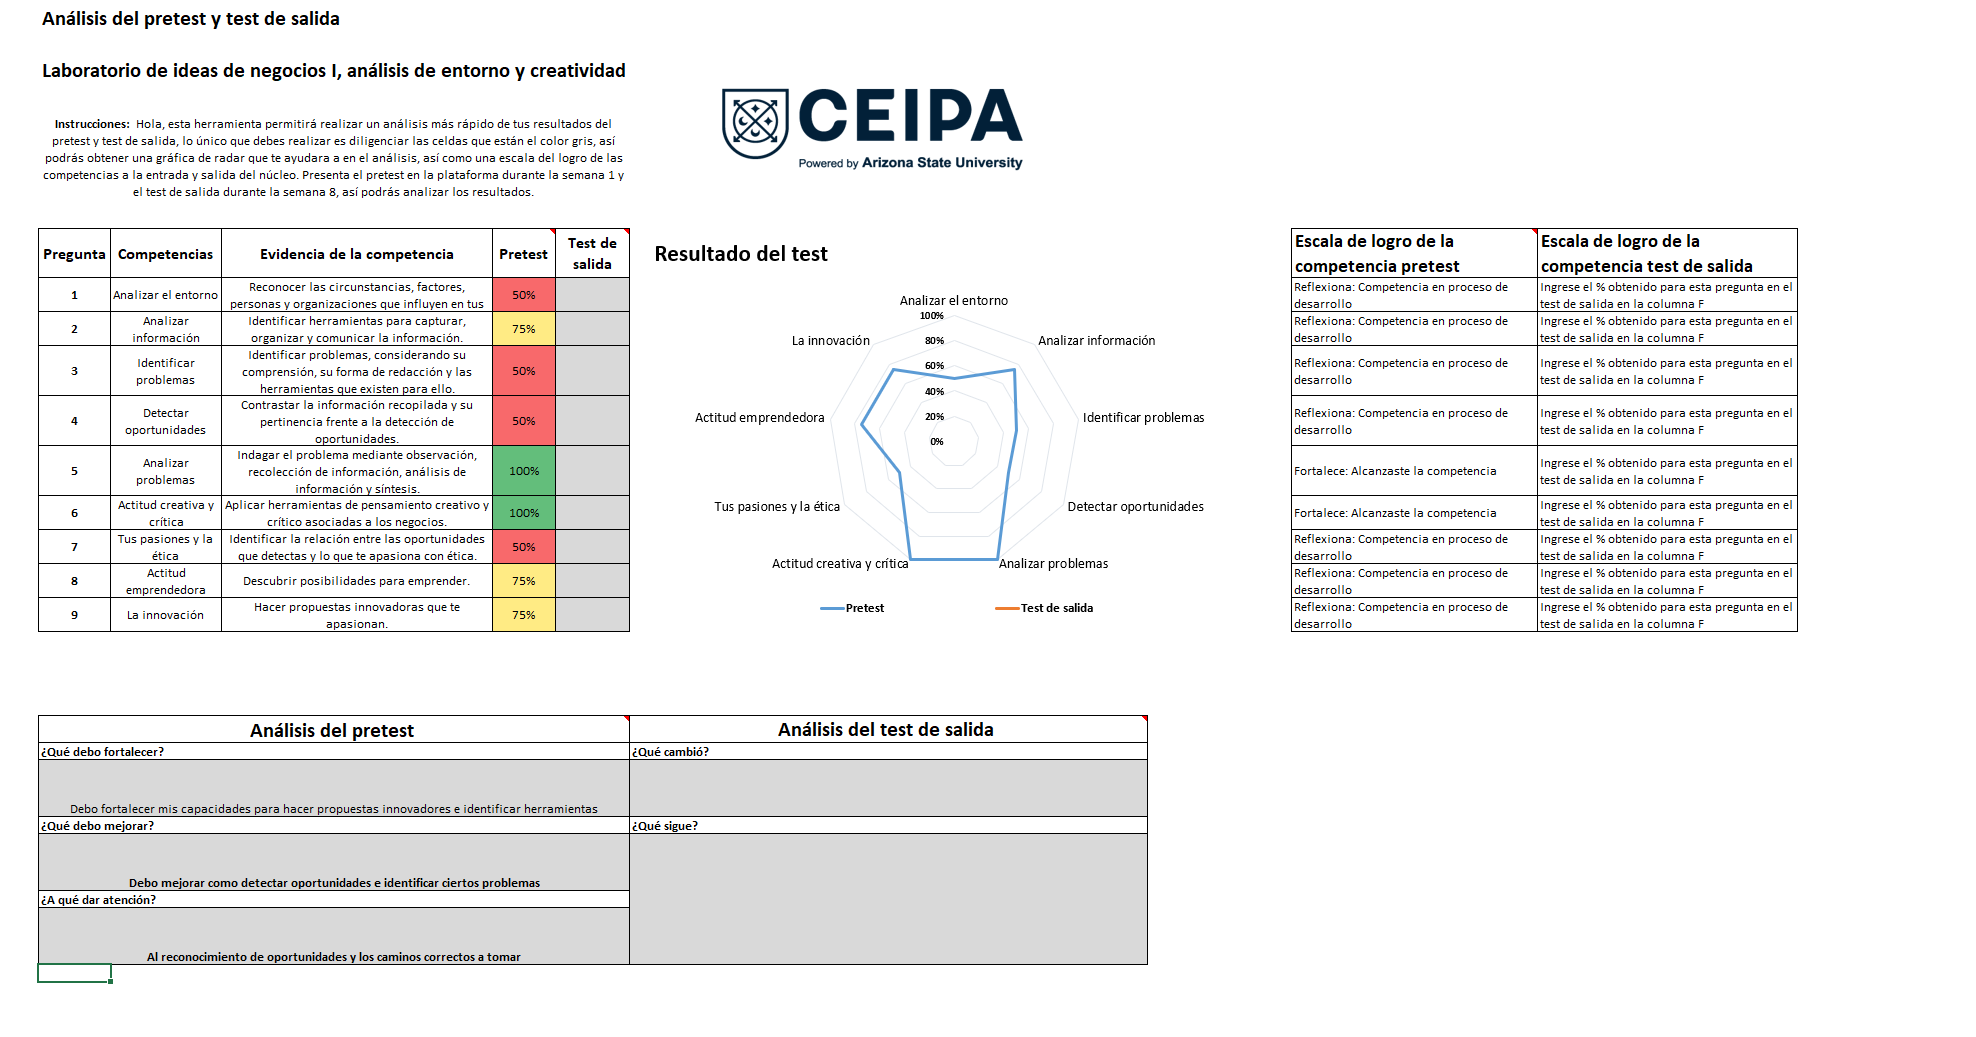 Análisis del pretest y test de salida
Laboratorio de ideas de negocios I, análisis de entorno y creatividad
Instrucciones: Hola, esta herramienta permitirá realizar un análisis más rápido de tus resultados del
pretest y test de salida, lo único que debes realizar es diligenciar las celdas que están el color gris, así
podrás obtener una gráfica de radar que te ayudara a en el análisis, así como una escala del logro de las
competencias a la entrada y salida del núcleo. Presenta el pretest en la plataforma durante la semana 1 y
el test de salida durante la semana 8, así podrás analizar los resultados.
CEIPA
Powered by Arizona State University
Pregunta Competencias Evidencia de la competencia Pretest Test de
salida
1 Analizar el entorno Reconocer las circunstancias, factores,
personas y organizaciones que influyen en tus 50%
2 Analizar
información Identificar herramientas para capturar,
organizar y comunicar la información. 75%
3 Identificar
problemas Identificar problemas, considerando su
comprensión, su forma de redacción y las
herramientas que existen para ello. 50%
4 Detectar
oportunidades Contrastar la información recopilada y su
pertinencia frente a la detección de
oportunidades. 50%
5 Analizar
problemas Indagar el problema mediante observación,
recolección de información, análisis de
información y síntesis. 100%
6 Actitud creativa y
crítica Aplicar herramientas de pensamiento creativo y
crítico asociadas a los negocios. 100%
7 Tus pasiones y la
ética Identificar la relación entre las oportunidades
que detectas y lo que te apasiona con ética. 50%
8 Actitud
emprendedora Descubrir posibilidades para emprender. 75%
9 La innovación Hacer propuestas innovadoras que te
apasionan. 75%
Resultado del test
Analizar el entorno
100%
La innovación 80% Analizar información
60%
40%
Actitud emprendedora 20% Identificar problemas
0%
Tus pasiones y la ética Detectar oportunidades
Actitud creativa y crítica Analizar problemas
Pretest Test de salida
Escala de logro de la
competencia pretest
Escala de logro de la
competencia test de salida
Reflexiona: Competencia en proceso de
desarrollo
Ingrese el % obtenido para esta pregunta en el
test de salida en la columna F
Reflexiona: Competencia en proceso de
desarrollo
Ingrese el % obtenido para esta pregunta en el
test de salida en la columna F
Reflexiona: Competencia en proceso de
desarrollo
Ingrese el % obtenido para esta pregunta en el
test de salida en la columna F
Reflexiona: Competencia en proceso de
desarrollo
Ingrese el % obtenido para esta pregunta en el
test de salida en la columna F
Fortalece: Alcanzaste la competencia
Ingrese el % obtenido para esta pregunta en el
test de salida en la columna F
Fortalece: Alcanzaste la competencia
Ingrese el % obtenido para esta pregunta en el
test de salida en la columna F
Reflexiona: Competencia en proceso de
desarrollo
Ingrese el % obtenido para esta pregunta en el
test de salida en la columna F
Reflexiona: Competencia en proceso de
desarrollo
Ingrese el % obtenido para esta pregunta en el
test de salida en la columna F
Reflexiona: Competencia en proceso de
desarrollo
Ingrese el % obtenido para esta pregunta en el
test de salida en la columna F
Análisis del pretest
¿Qué debo fortalecer?
Debo fortalecer mis capacidades para hacer propuestas innovadores e identificar herramientas
¿Qué debo mejorar?
Debo mejorar como detectar oportunidades e identificar ciertos problemas
¿A qué dar atención?
Al reconocimiento de oportunidades y los caminos correctos a tomar
Análisis del test de salida
¿Qué cambió?
¿Qué sigue?